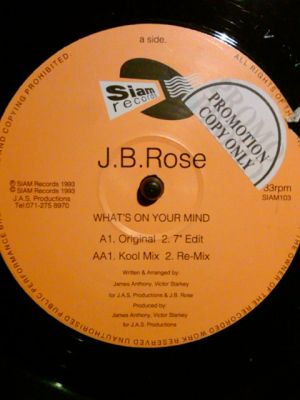 a side.
Siam
records
PROMOTION
COPY ONLY
J.B.Rose
℗ SIAM Records 1993
© SIAM Records 1993
J.A.S. Productions
Tel:071-275 8970
33rpm
SIAM103
WHAT'S ON YOUR MIND
A1. Original 2. 7" Edit
AA1. Kool Mix 2. Re-Mix
Written & Arranged by:
James Anthony, Victor Starkey
for J.A.S. Productions & J.B. Rose
Produced by:
James Anthony, Victor Starkey
for J.A.S. Productions
ALL RIGHTS OF THE
OWNER OF THE RECORDED WORK RESERVED UNAUTHORISED PUBLIC PERFORMANCE
AND COPYING PROHIBITED.